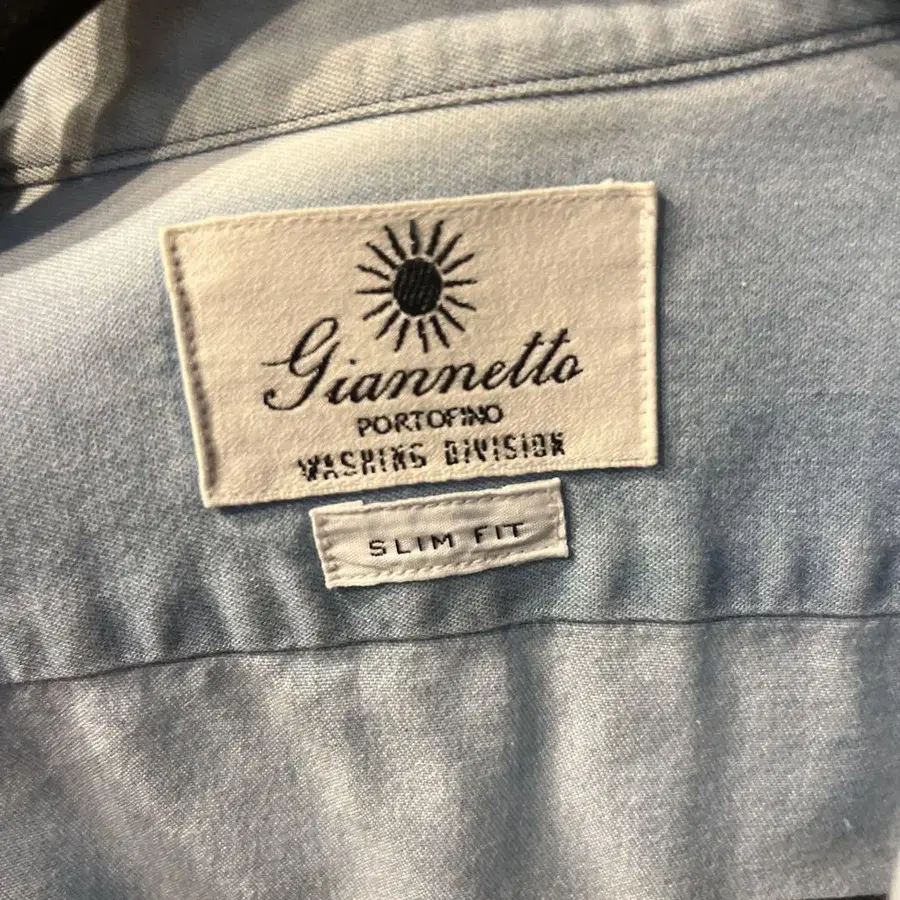 Giannetto
PORTOFINO
WASHING DIVISION
SLIM FIT